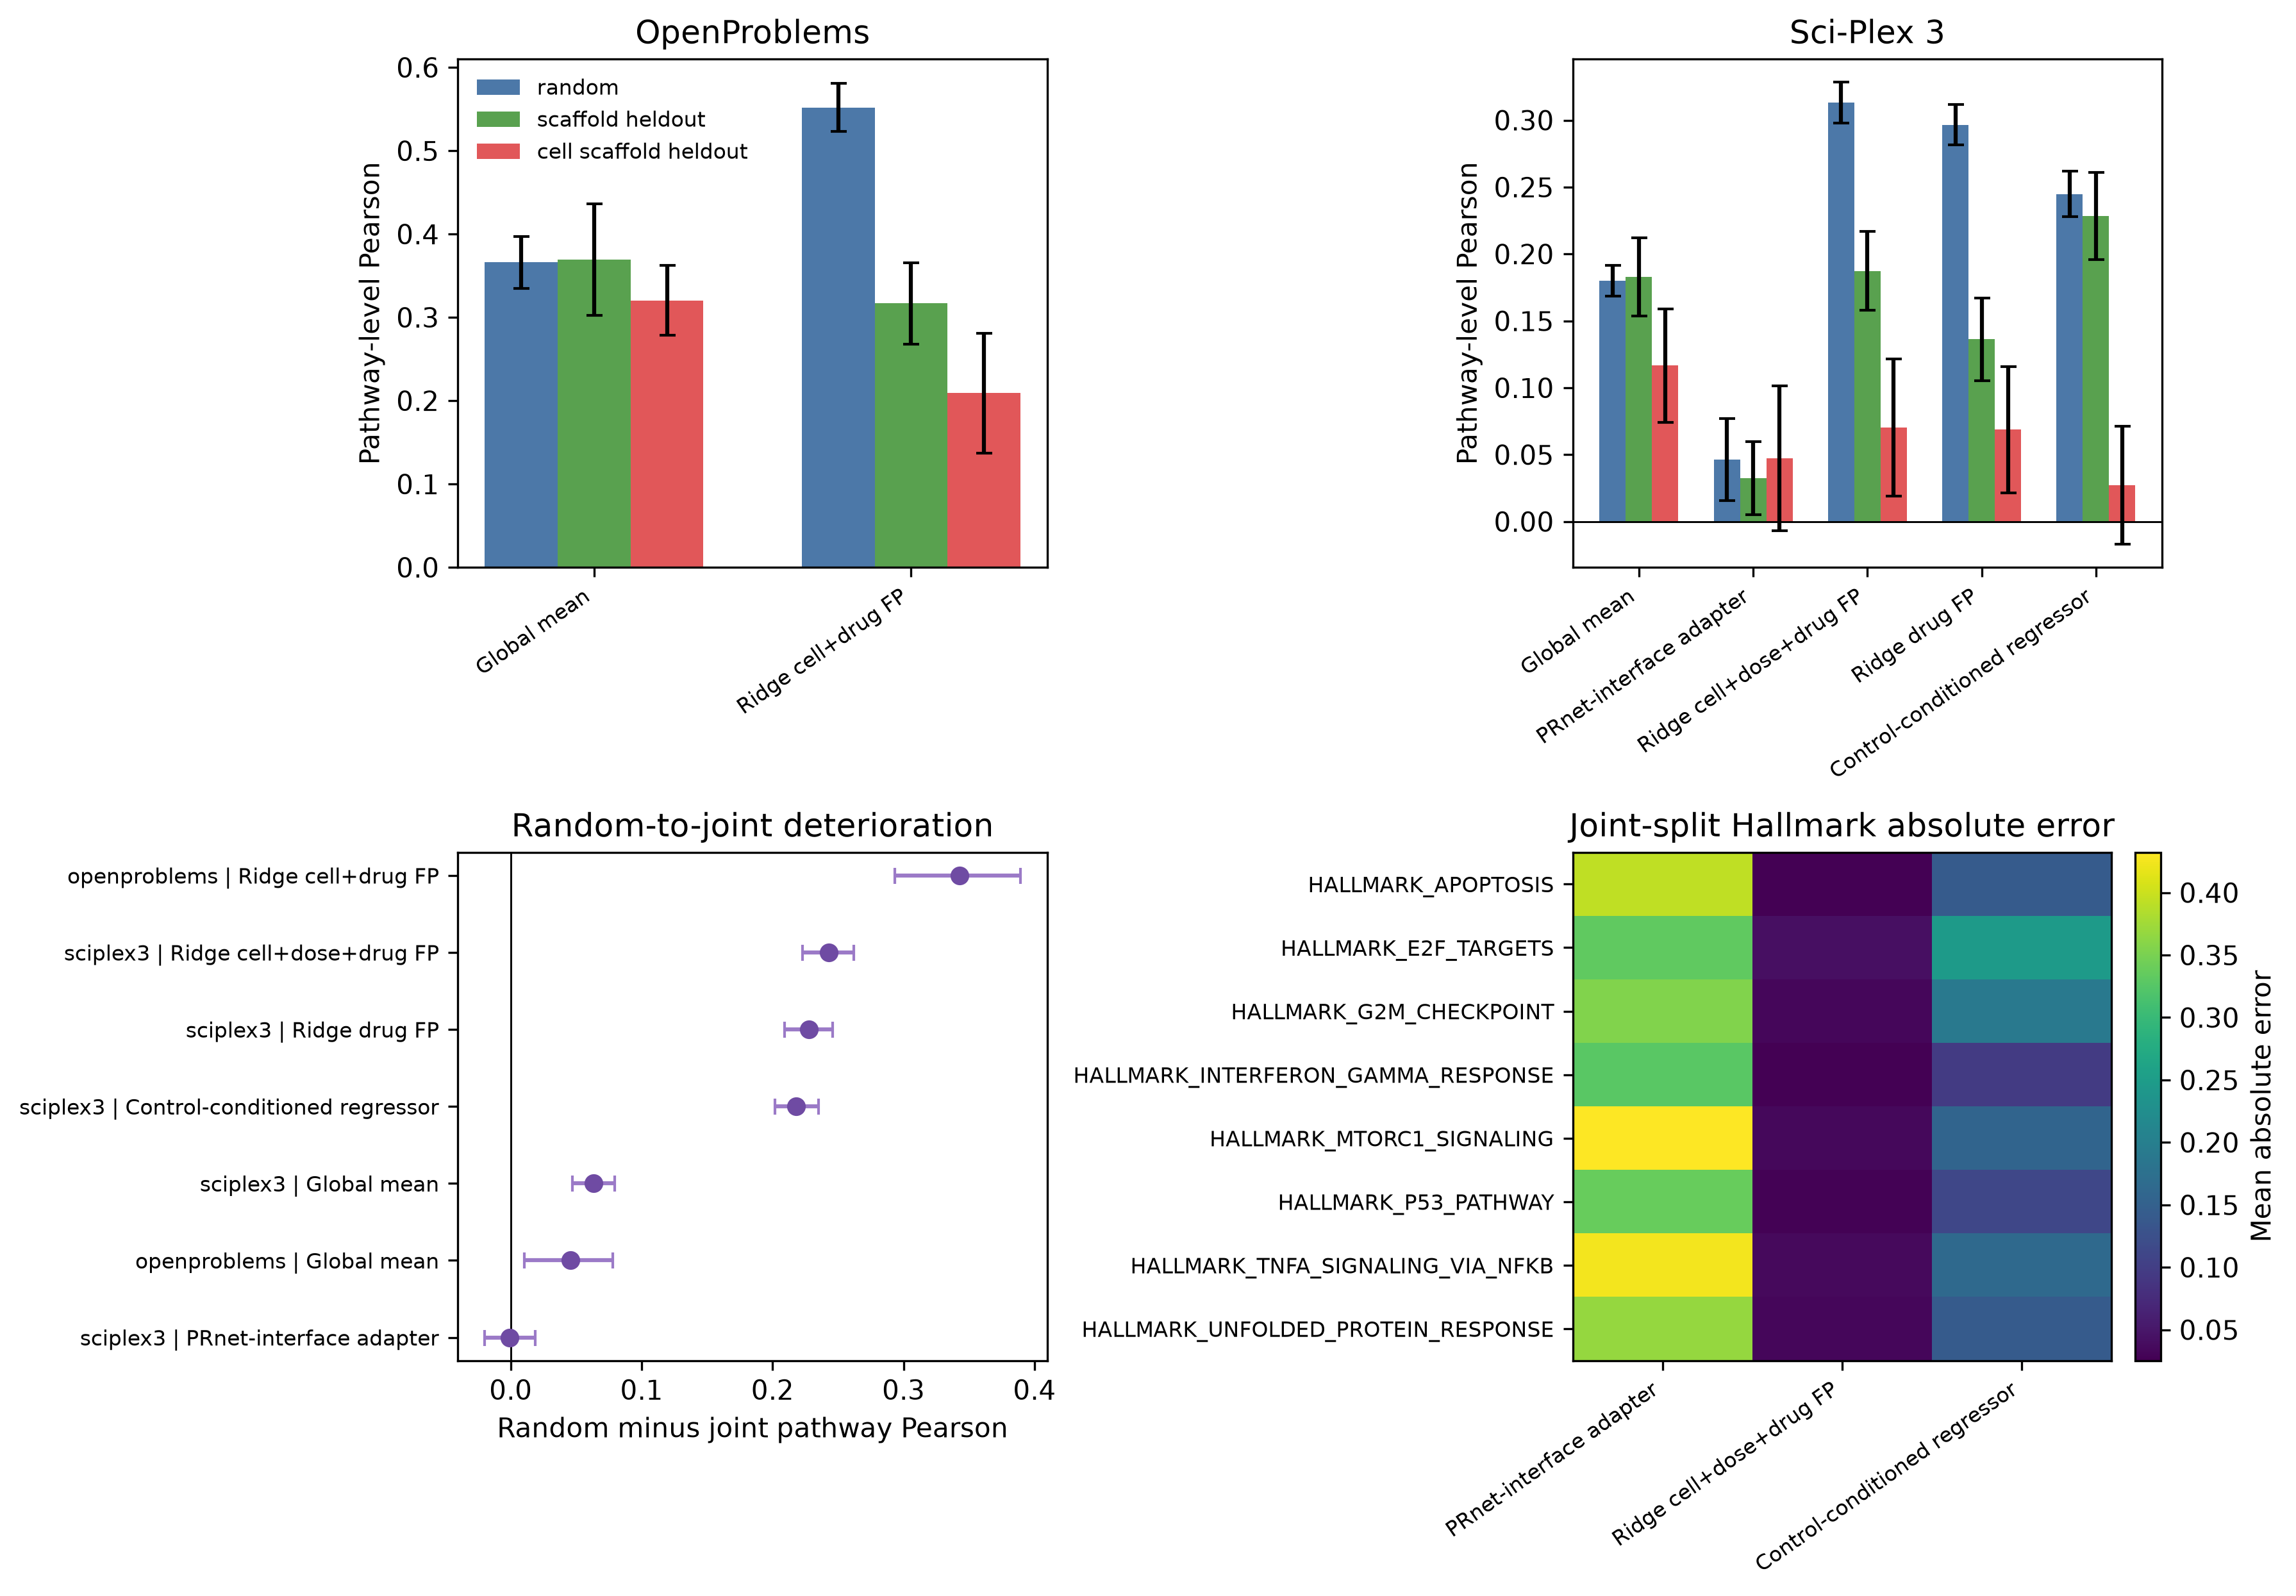 OpenProblems
Pathway-level Pearson
0.6
0.5
0.4
0.3
0.2
0.1
0.0
random
scaffold heldout
cell scaffold heldout
Global mean
Ridge cell+drug FP
Sci-Plex 3
Pathway-level Pearson
0.30
0.25
0.20
0.15
0.10
0.05
0.00
Global mean
PRnet-interface adapter
Ridge cell+dose+drug FP
Ridge drug FP
Control-conditioned regressor
Random-to-joint deterioration
openproblems | Ridge cell+drug FP
sciplex3 | Ridge cell+dose+drug FP
sciplex3 | Ridge drug FP
sciplex3 | Control-conditioned regressor
sciplex3 | Global mean
openproblems | Global mean
sciplex3 | PRnet-interface adapter
0.0
0.1
0.2
0.3
0.4
Random minus joint pathway Pearson
Joint-split Hallmark absolute error
HALLMARK_APOPTOSIS
HALLMARK_E2F_TARGETS
HALLMARK_G2M_CHECKPOINT
HALLMARK_INTERFERON_GAMMA_RESPONSE
HALLMARK_MTORC1_SIGNALING
HALLMARK_P53_PATHWAY
HALLMARK_TNFA_SIGNALING_VIA_NFKB
HALLMARK_UNFOLDED_PROTEIN_RESPONSE
PRnet-interface adapter
Ridge cell+dose+drug FP
Control-conditioned regressor
0.40
0.35
0.30
0.25
0.20
0.15
0.10
0.05
Mean absolute error